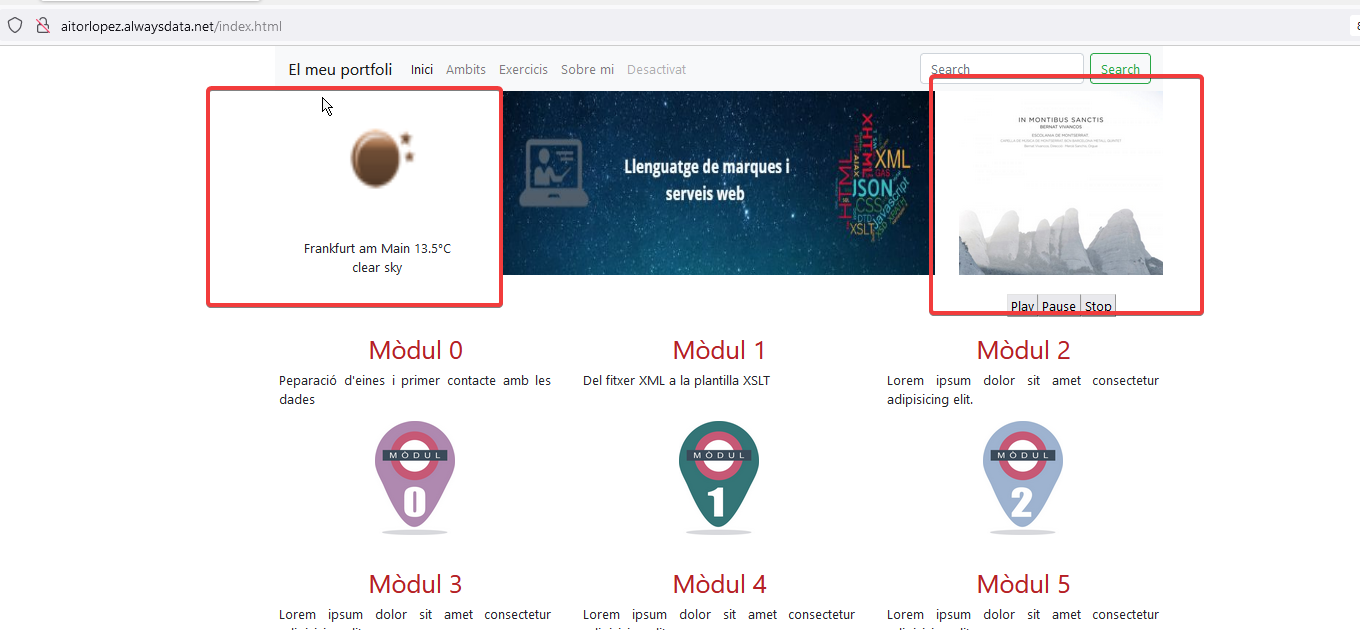 aitorlopez.alwaysdata.net/index.html
El meu portfoli Inici Ambits Exercicis Sobre mi Desactivat Search Search
IN MONTIBUS SANCTIS
BERNAT VIVANCOS
ESCOLANIA DE MONTSERRAT
Llenguatge de marques i
serveis web
XHTML
XML
HTML
AJAX
JSON
CSS
Javascript
DTD
XSLT
Frankfurt am Main 13.5°C
clear sky
Play Pause Stop
Mòdul 0
Peparació d'eines i primer contacte amb les
dades
MÒDUL
0
Mòdul 1
Del fitxer XML a la plantilla XSLT
MÒDUL
1
Mòdul 2
Lorem ipsum dolor sit amet consectetur
adipisicing elit.
MÒDUL
2
Mòdul 3
Lorem ipsum dolor sit amet consectetur
Mòdul 4
Lorem ipsum dolor sit amet consectetur
Mòdul 5
Lorem ipsum dolor sit amet consectetur